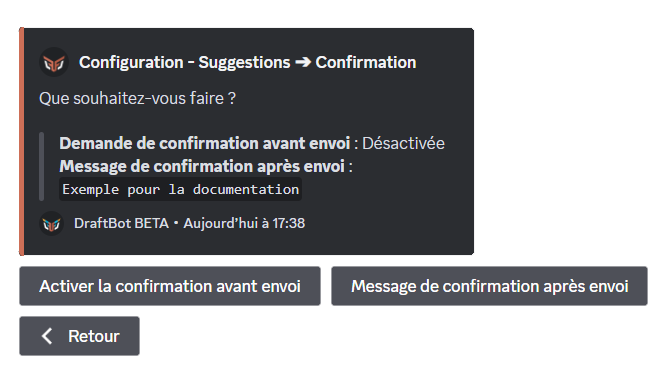 Configuration - Suggestions ➔ Confirmation
Que souhaitez-vous faire ?
Demande de confirmation avant envoi : Désactivée
Message de confirmation après envoi :
Exemple pour la documentation
DraftBot BETA • Aujourd'hui à 17:38
Activer la confirmation avant envoi
Message de confirmation après envoi
Retour